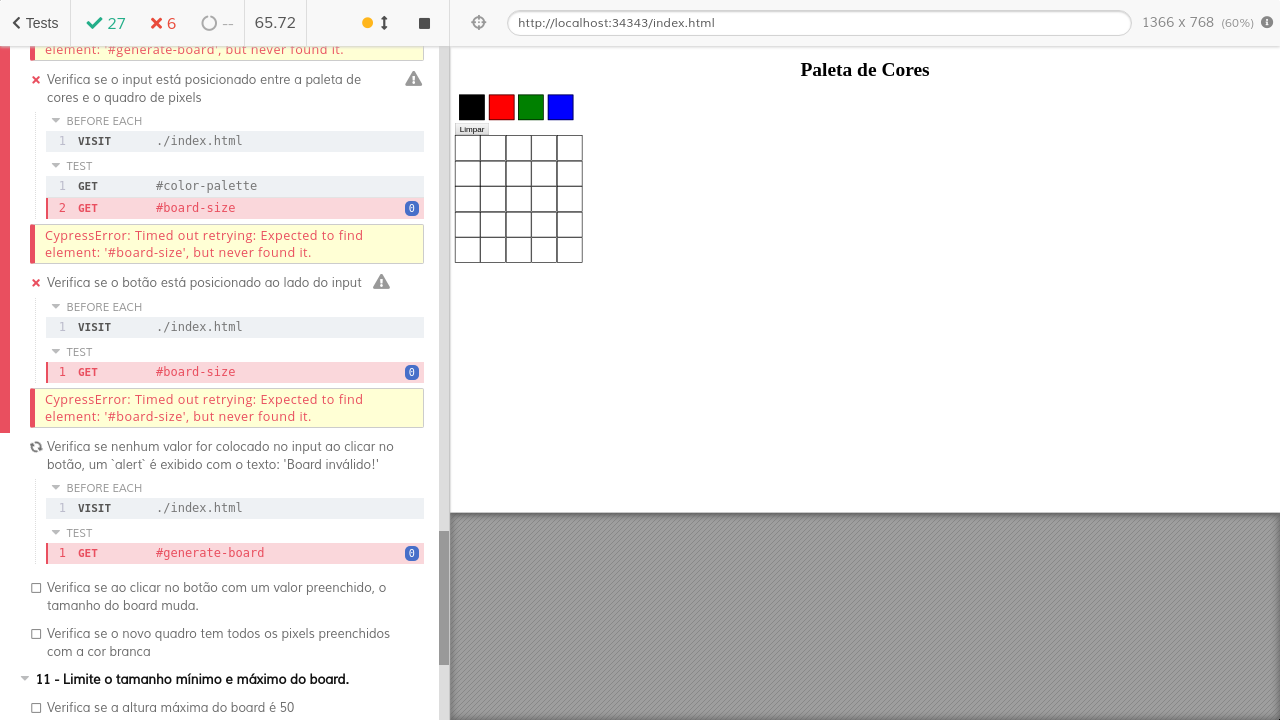 Tests 27 6 -- 65.72 http://localhost:34343/index.html 1366 x 768 (60%)
element: '#generate-board', but never found it.
Verifica se o input está posicionado entre a paleta de
cores e o quadro de pixels
BEFORE EACH
1 VISIT ./index.html
TEST
1 GET #color-palette
2 GET #board-size 0
CypressError: Timed out retrying: Expected to find
element: '#board-size', but never found it.
Verifica se o botão está posicionado ao lado do input
BEFORE EACH
1 VISIT ./index.html
TEST
1 GET #board-size 0
CypressError: Timed out retrying: Expected to find
element: '#board-size', but never found it.
Verifica se nenhum valor for colocado no input ao clicar no
botão, um `alert` é exibido com o texto: 'Board inválido!'
BEFORE EACH
1 VISIT ./index.html
TEST
1 GET #generate-board 0
Verifica se ao clicar no botão com um valor preenchido, o
tamanho do board muda.
Verifica se o novo quadro tem todos os pixels preenchidos
com a cor branca
11 - Limite o tamanho mínimo e máximo do board.
Verifica se a altura máxima do board é 50
Paleta de Cores
Limpar